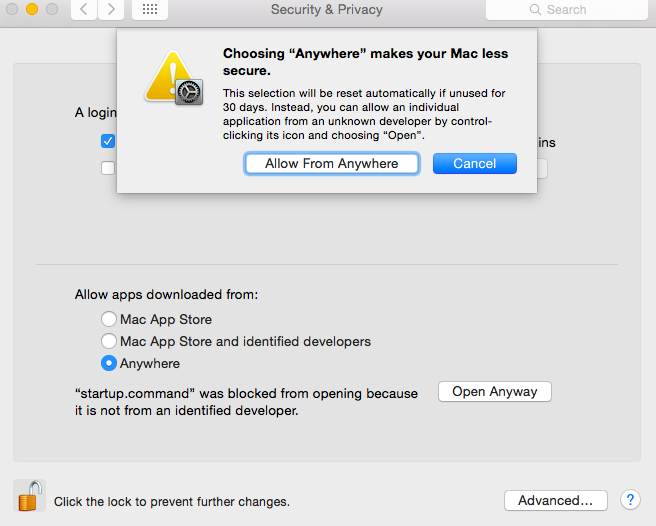 Security & Privacy
Search
Choosing “Anywhere” makes your Mac less
secure.
This selection will be reset automatically if unused for
30 days. Instead, you can allow an individual
application from an unknown developer by control-
clicking its icon and choosing “Open”.
Allow From Anywhere
Cancel
A login
ins
Allow apps downloaded from:
Mac App Store
Mac App Store and identified developers
Anywhere
“startup.command” was blocked from opening because
it is not from an identified developer.
Open Anyway
Click the lock to prevent further changes.
Advanced...
?